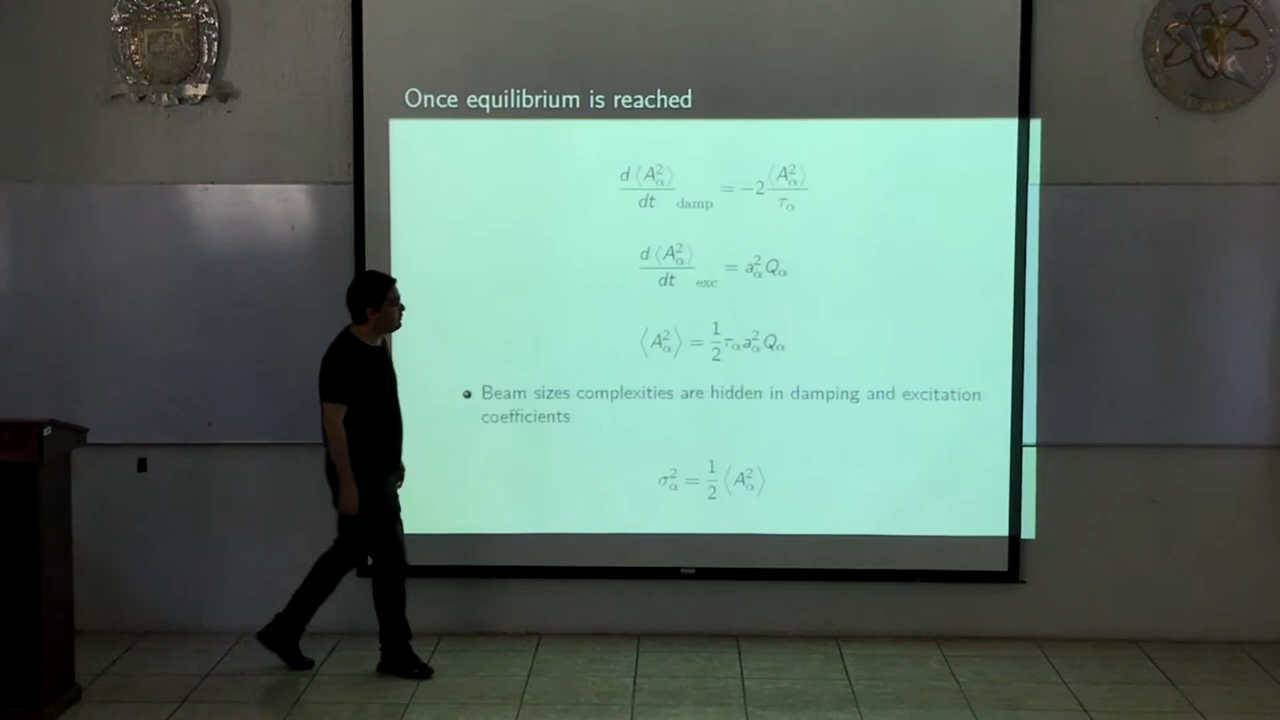 Once equilibrium is reached
d⟨A²_α⟩/dt damp = −2 ⟨A²_α⟩/τ_α
d⟨A²_α⟩/dt exc = a²_α Q_α
⟨A²_α⟩ = 1/2 τ_α a²_α Q_α
Beam sizes complexities are hidden in damping and excitation
coefficients
σ²_α = 1/2 ⟨A²_α⟩